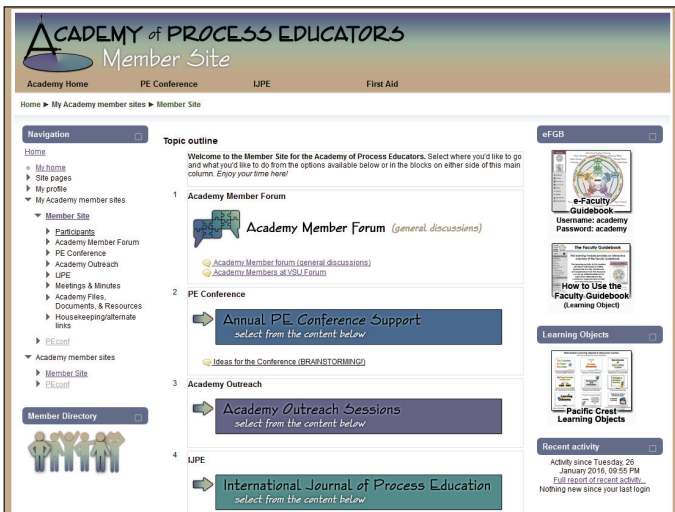 ACADEMY of PROCESS EDUCATORS
Member Site
Academy Home PE Conference IJPE First Aid
Home ► My Academy member sites ► Member Site
Navigation
Home
My home
Site pages
My profile
My Academy member sites
Member Site
Participants
Academy Member Forum
PE Conference
Academy Outreach
IJPE
Meetings & Minutes
Academy Files,
Documents, & Resources
Housekeeping/alternate
links
PEconf
Academy member sites
Member Site
PEconf
Member Directory
Topic outline
Welcome to the Member Site for the Academy of Process Educators. Select where you'd like to go
and what you'd like to do from the options available below or in the blocks on either side of this main
column. Enjoy your time here!
1 Academy Member Forum
Academy Member Forum (general discussions)
Academy Member forum (general discussions)
Academy Members at VSU Forum
2 PE Conference
Annual PE Conference Support
select from the content below
Ideas for the Conference (BRAINSTORMING!)
3 Academy Outreach
Academy Outreach Sessions
select from the content below
4 IJPE
International Journal of Process Education
select from the content below
eFGB
e-Faculty
Guidebook
Username: academy
Password: academy
The Faculty Guidebook
How to Use the
Faculty Guidebook
(Learning Object)
Learning Objects
Pacific Crest
Learning Objects
Recent activity
Activity since Tuesday, 26
January 2016, 09:55 PM
Full report of recent activity...
Nothing new since your last login